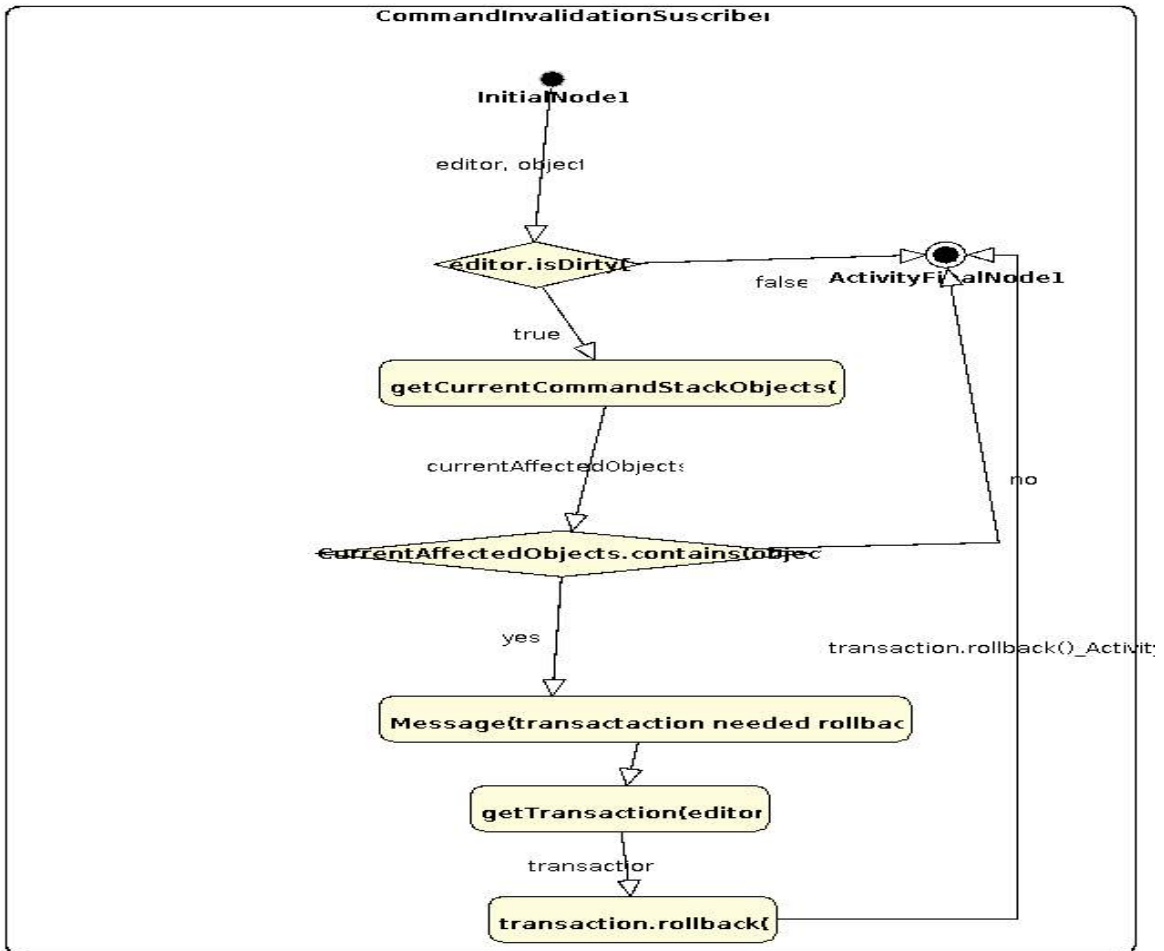 CommandInvalidationSuscriber
InitialNode1
editor, object
editor.isDirty(
false
ActivityFinalNode1
true
getCurrentCommandStackObjects(
currentAffectedObjects
no
CurrentAffectedObjects.contains(objec
yes
transaction.rollback()_Activity
Message(transactaction needed rollbac
getTransaction(editor
transaction
transaction.rollback(